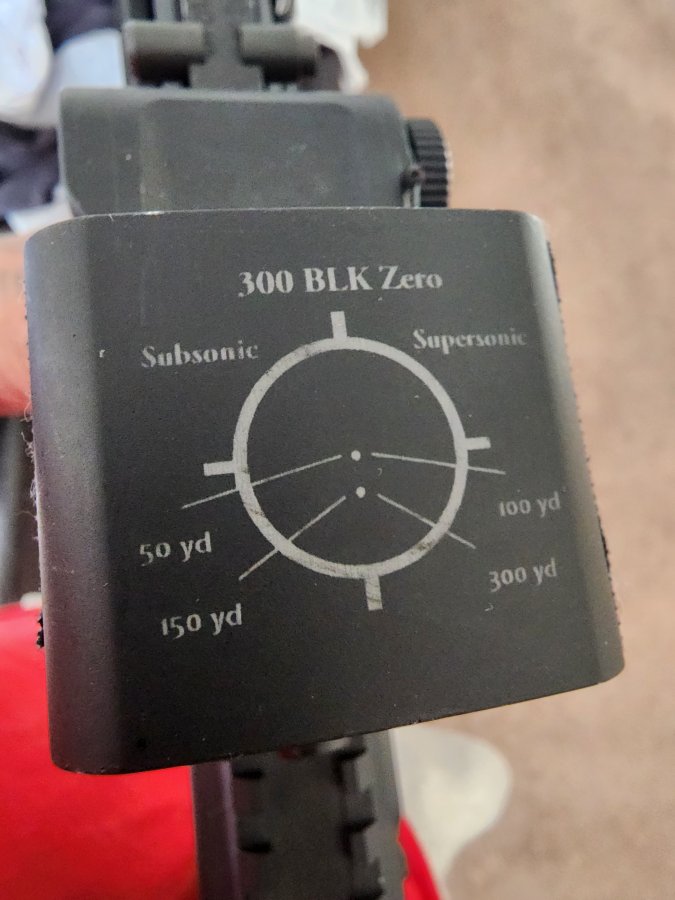 300 BLK Zero
Subsonic
Supersonic
50 yd
100 yd
150 yd
300 yd